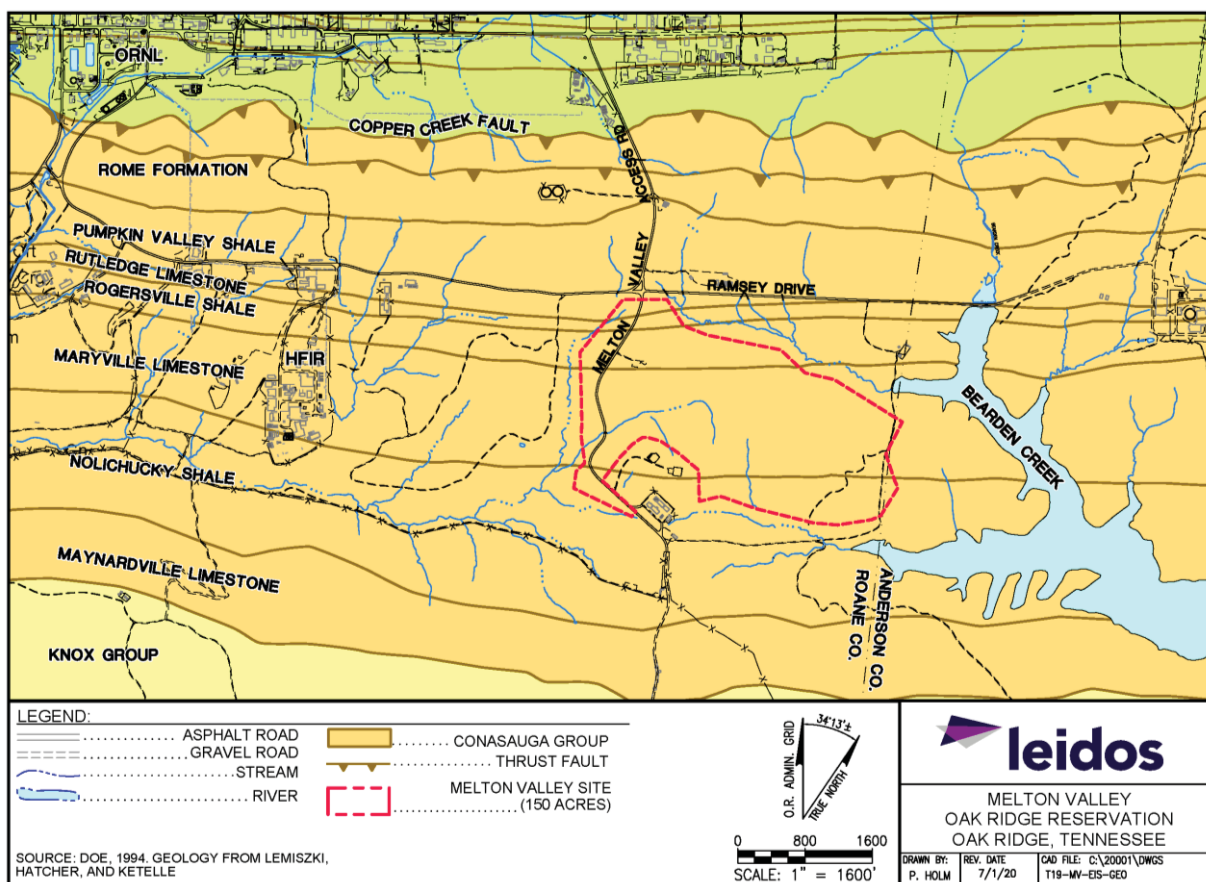 ORNL
COPPER CREEK FAULT
ROME FORMATION
PUMPKIN VALLEY SHALE
RUTLEDGE LIMESTONE
ROGERSVILLE SHALE
MARYVILLE LIMESTONE
HFIR
NOLICHUCKY SHALE
MAYNARDVILLE LIMESTONE
KNOX GROUP
MELTON VALLEY ACCESS RD
RAMSEY DRIVE
BEARDEN CREEK
ANDERSON CO.
ROANE CO.
LEGEND:
ASPHALT ROAD
GRAVEL ROAD
STREAM
RIVER
CONASAUGA GROUP
THRUST FAULT
MELTON VALLEY SITE
(150 ACRES)
SOURCE: DOE, 1994. GEOLOGY FROM LEMISZKI,
HATCHER, AND KETELLE
O.R. ADMIN. GRID
34°13'±
TRUE NORTH
0 800 1600
SCALE: 1" = 1600'
leidos
MELTON VALLEY
OAK RIDGE RESERVATION
OAK RIDGE, TENNESSEE
DRAWN BY:
P. HOLM
REV. DATE
7/1/20
CAD FILE: C:\20001\DWGS
T19-MV-EIS-GEO